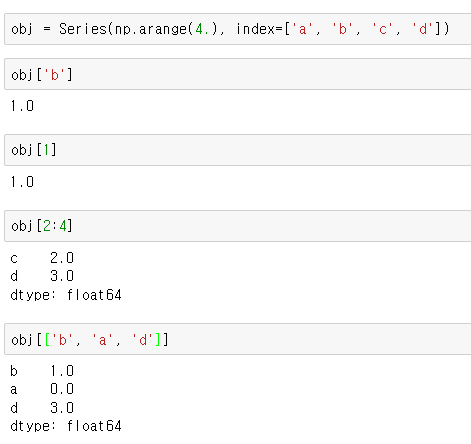 obj = Series(np.arange(4.), index=['a', 'b', 'c', 'd'])
obj['b']
1.0
obj[1]
1.0
obj[2:4]
c    2.0
d    3.0
dtype: float64
obj[['b', 'a', 'd']]
b    1.0
a    0.0
d    3.0
dtype: float64